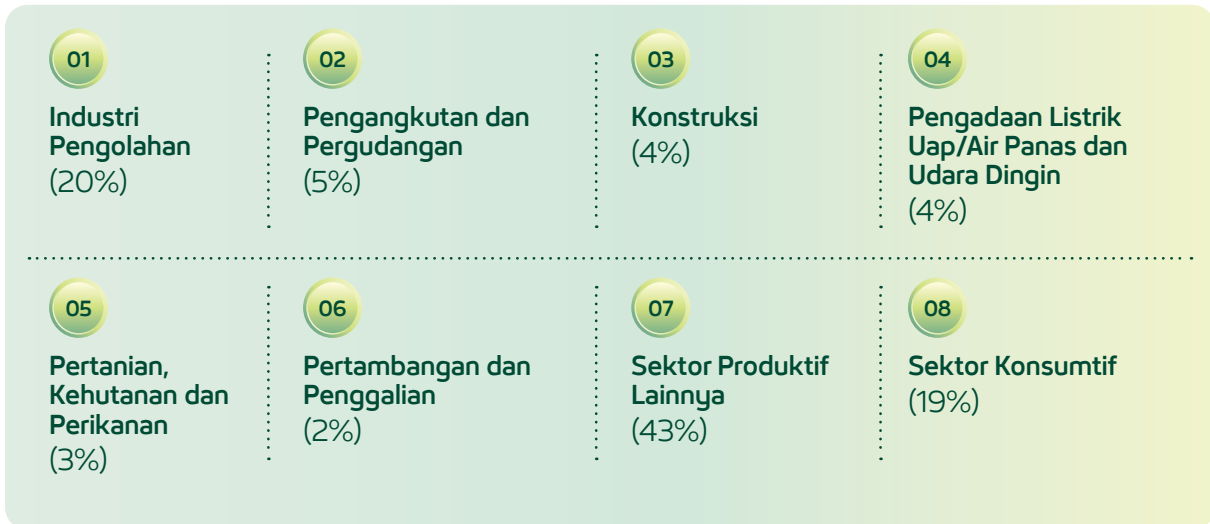 01
Industri
Pengolahan
(20%)
02
Pengangkutan dan
Pergudangan
(5%)
03
Konstruksi
(4%)
04
Pengadaan Listrik
Uap/Air Panas dan
Udara Dingin
(4%)
05
Pertanian,
Kehutanan dan
Perikanan
(3%)
06
Pertambangan dan
Penggalian
(2%)
07
Sektor Produktif
Lainnya
(43%)
08
Sektor Konsumtif
(19%)